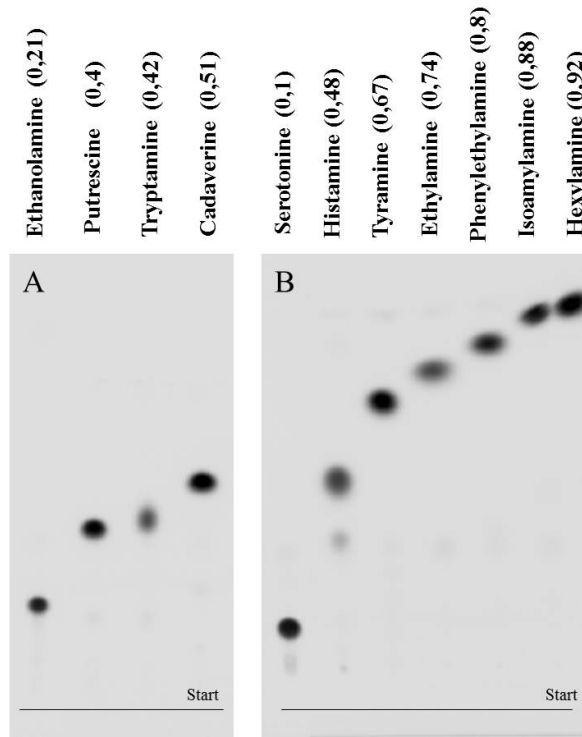 Ethanolamine (0,21)
Putrescine (0,4)
Tryptamine (0,42)
Cadaverine (0,51)
Serotonine (0,1)
Histamine (0,48)
Tyramine (0,67)
Ethylamine (0,74)
Phenylethylamine (0,8)
Isoamylamine (0,88)
Hexylamine (0,92)
A
B
Start
Start